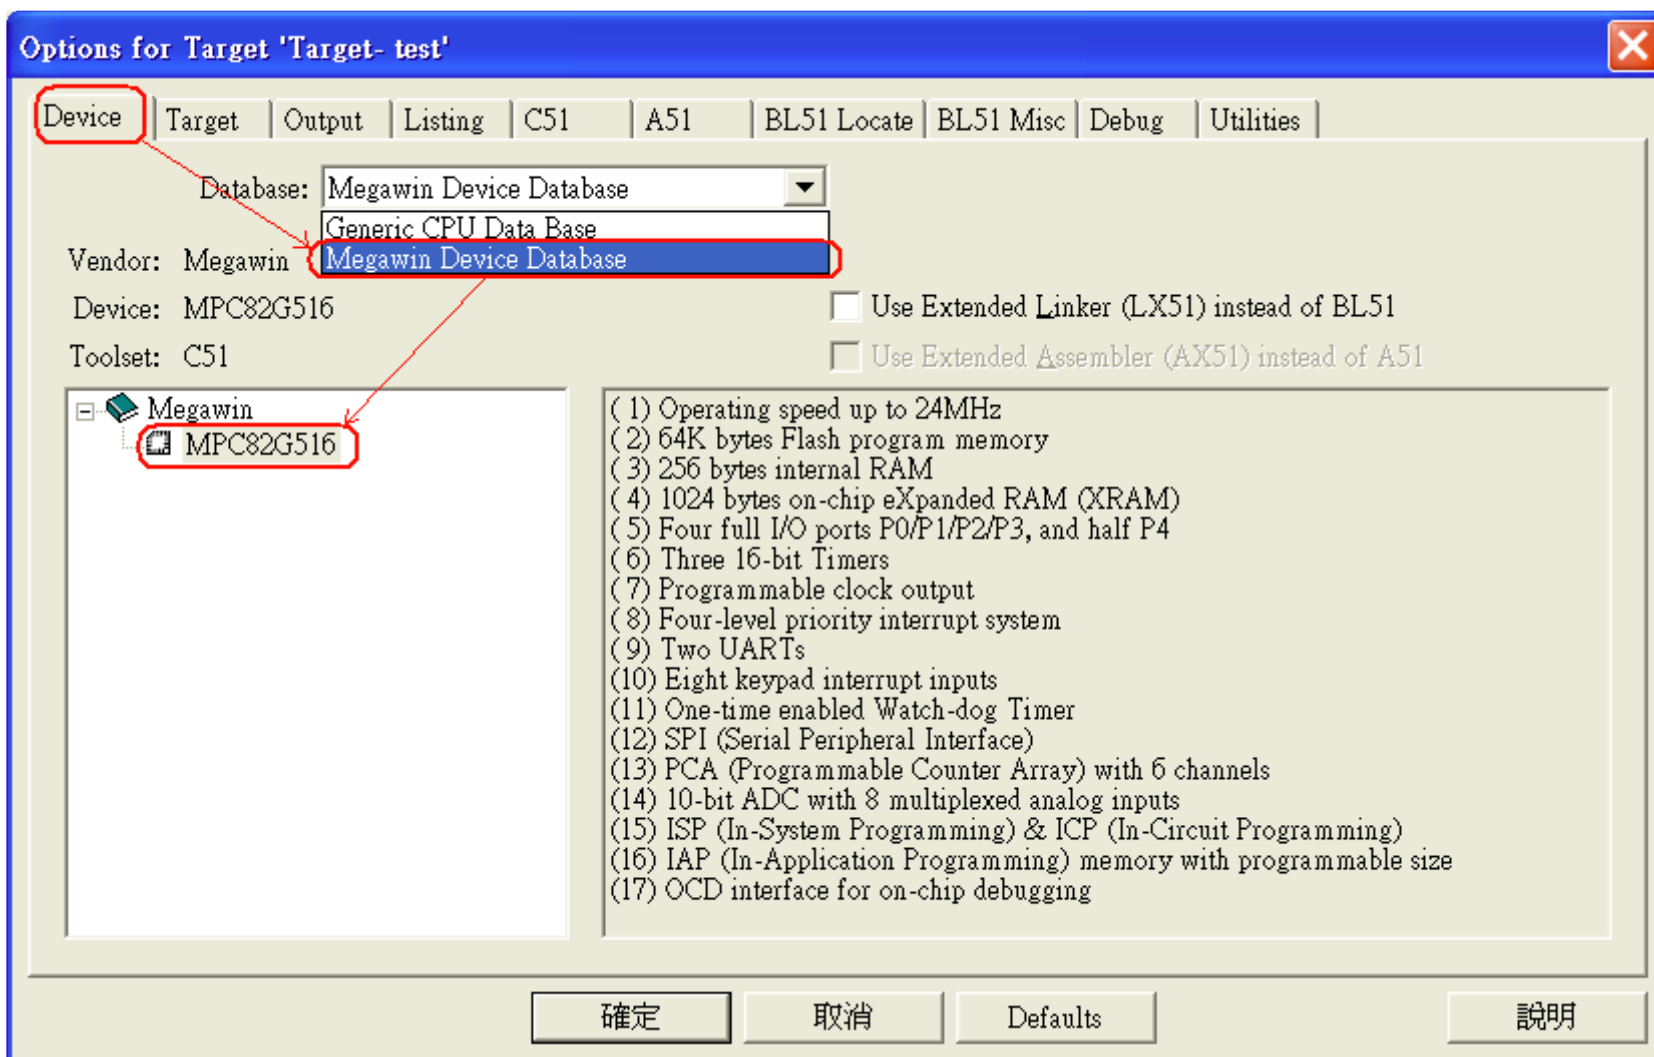 Options for Target 'Target- test'
Device Target Output Listing C51 A51 BL51 Locate BL51 Misc Debug Utilities
Database: Megawin Device Database
Generic CPU Data Base
Megawin Device Database
Vendor: Megawin
Device: MPC82G516
Use Extended Linker (LX51) instead of BL51
Toolset: C51
Use Extended Assembler (AX51) instead of A51
Megawin
MPC82G516
( 1) Operating speed up to 24MHz
( 2) 64K bytes Flash program memory
( 3) 256 bytes internal RAM
( 4) 1024 bytes on-chip eXpanded RAM (XRAM)
( 5) Four full I/O ports P0/P1/P2/P3, and half P4
( 6) Three 16-bit Timers
( 7) Programmable clock output
( 8) Four-level priority interrupt system
( 9) Two UARTs
(10) Eight keypad interrupt inputs
(11) One-time enabled Watch-dog Timer
(12) SPI (Serial Peripheral Interface)
(13) PCA (Programmable Counter Array) with 6 channels
(14) 10-bit ADC with 8 multiplexed analog inputs
(15) ISP (In-System Programming) & ICP (In-Circuit Programming)
(16) IAP (In-Application Programming) memory with programmable size
(17) OCD interface for on-chip debugging
確定 取消 Defaults 說明